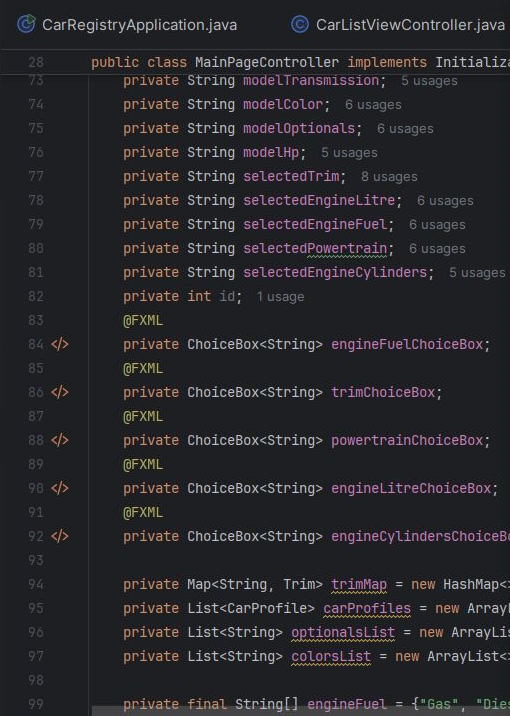 CarRegistryApplication.java CarListViewController.java
28 public class MainPageController implements Initializa
73 private String modelTransmission; 5 usages
74 private String modelColor; 6 usages
75 private String modelOptionals; 6 usages
76 private String modelHp; 5 usages
77 private String selectedTrim; 8 usages
78 private String selectedEngineLitre; 6 usages
79 private String selectedEngineFuel; 6 usages
80 private String selectedPowertrain; 6 usages
81 private String selectedEngineCylinders; 5 usages
82 private int id; 1 usage
83 @FXML
84 </> private ChoiceBox<String> engineFuelChoiceBox;
85 @FXML
86 </> private ChoiceBox<String> trimChoiceBox;
87 @FXML
88 </> private ChoiceBox<String> powertrainChoiceBox;
89 @FXML
90 </> private ChoiceBox<String> engineLitreChoiceBox;
91 @FXML
92 </> private ChoiceBox<String> engineCylindersChoiceBo
93
94 private Map<String, Trim> trimMap = new HashMap<>
95 private List<CarProfile> carProfiles = new ArrayL
96 private List<String> optionalsList = new ArrayLis
97 private List<String> colorsList = new ArrayList<>
98
99 private final String[] engineFuel = {"Gas", "Dies